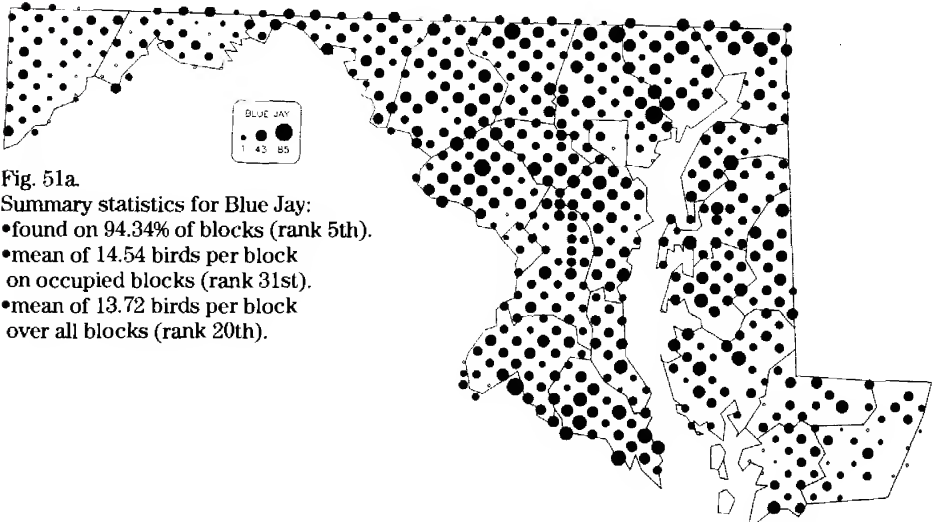 BLUE JAY
1 43 85
Fig. 51a.
Summary statistics for Blue Jay:
•found on 94.34% of blocks (rank 5th).
•mean of 14.54 birds per block
on occupied blocks (rank 31st).
•mean of 13.72 birds per block
over all blocks (rank 20th).